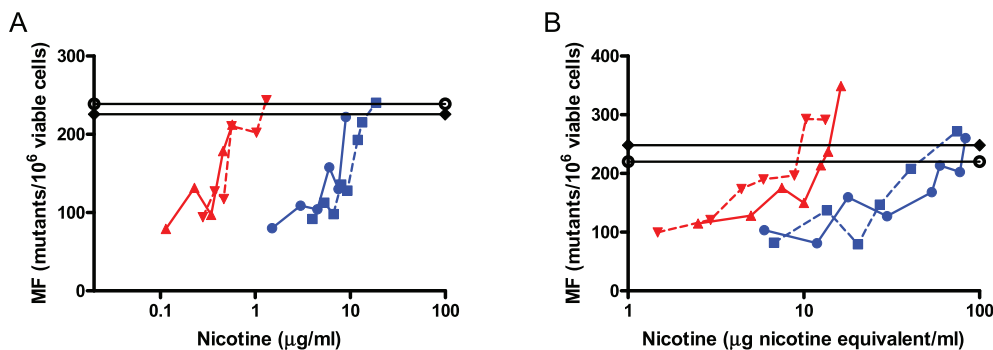 A
MF (mutants/10⁶ viable cells)
300
200
100
0
0.1 1 10 100
Nicotine (μg/ml)
B
MF (mutants/10⁶ viable cells)
400
300
200
100
0
1 10 100
Nicotine (μg nicotine equivalent/ml)